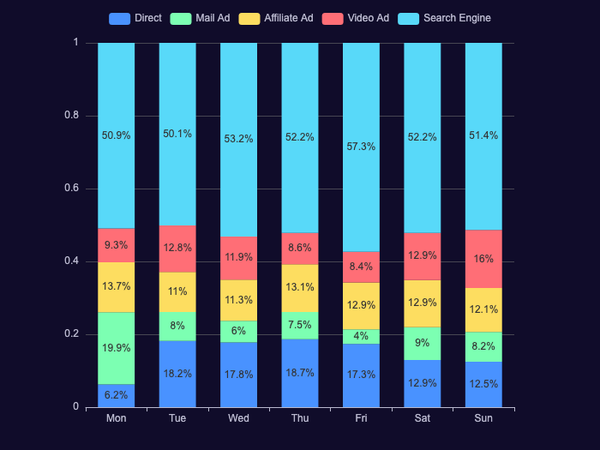 Direct Mail Ad Affiliate Ad Video Ad Search Engine
1
50.9% 50.1% 53.2% 52.2% 57.3% 52.2% 51.4%
0.8
0.6
9.3% 12.8% 11.9% 8.6% 8.4% 12.9% 16%
0.4
13.7% 11% 11.3% 13.1% 12.9% 12.9% 12.1%
19.9% 8% 6% 7.5% 4% 9% 8.2%
0.2
6.2% 18.2% 17.8% 18.7% 17.3% 12.9% 12.5%
0
Mon Tue Wed Thu Fri Sat Sun